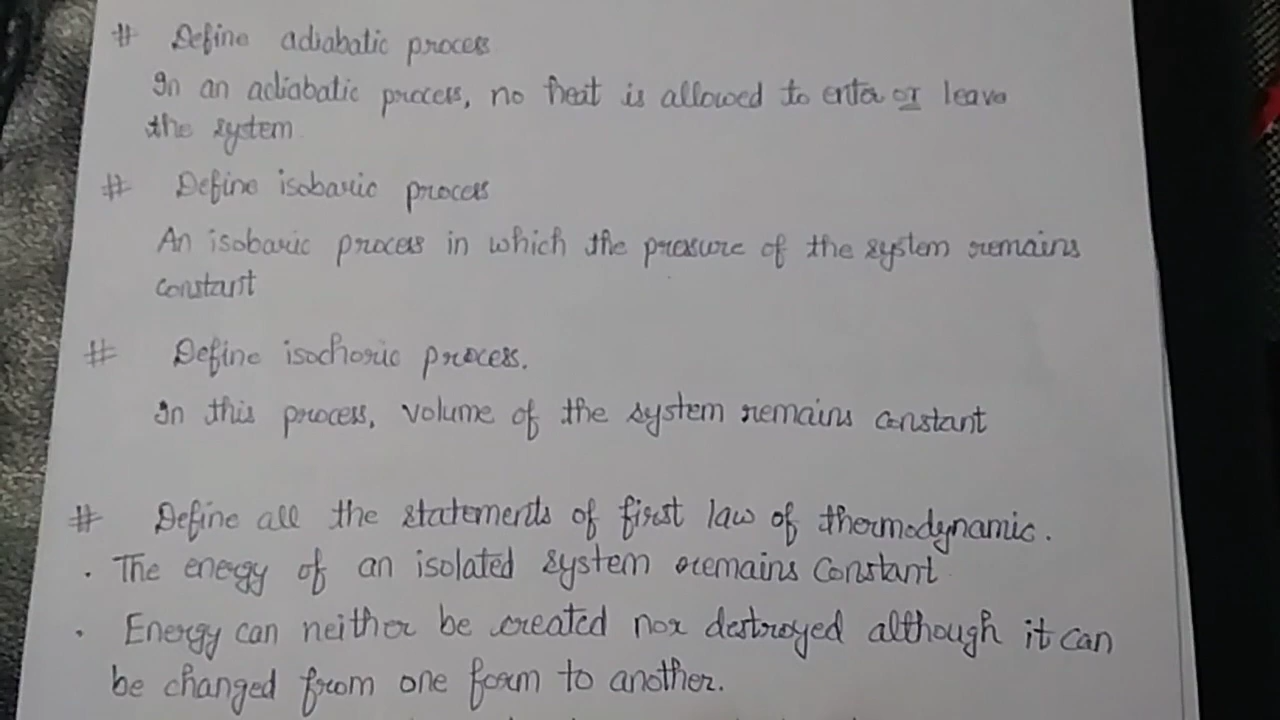 # Define adiabatic process
In an adiabatic process, no heat is allowed to enter or leave
the system
# Define isobaric process
An isobaric process in which the pressure of the system remains
constant
# Define isochoric process.
In this process, volume of the system remains constant
# Define all the statements of first law of thermodynamic.
· The energy of an isolated system remains constant
· Energy can neither be created nor destroyed although it can
be changed from one form to another.